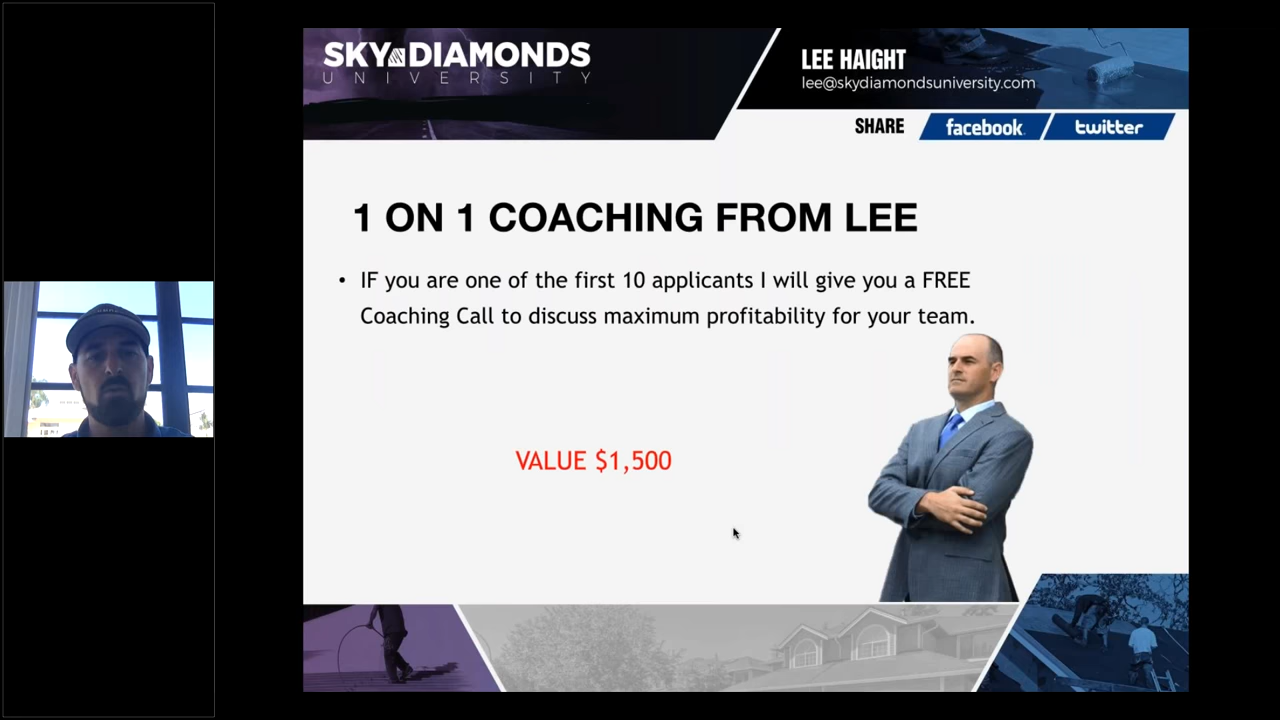 SKY DIAMONDS
UNIVERSITY
LEE HAIGHT
lee@skydiamondsuniversity.com
SHARE facebook twitter
1 ON 1 COACHING FROM LEE
• IF you are one of the first 10 applicants I will give you a FREE
Coaching Call to discuss maximum profitability for your team.
VALUE $1,500